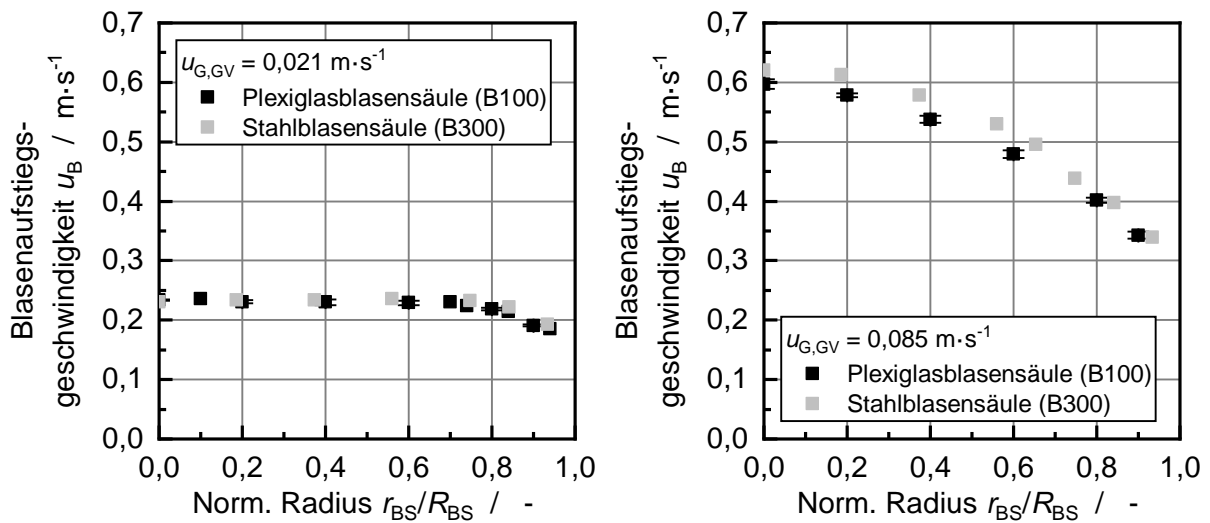 Blasenaufstiegs-
geschwindigkeit u_B / m·s⁻¹
0,7
0,6
0,5
0,4
0,3
0,2
0,1
0,0
u_G,GV = 0,021 m·s⁻¹
Plexiglasblasensäule (B100)
Stahlblasensäule (B300)
0,0 0,2 0,4 0,6 0,8 1,0
Norm. Radius r_BS/R_BS / -
Blasenaufstiegs-
geschwindigkeit u_B / m·s⁻¹
0,7
0,6
0,5
0,4
0,3
0,2
0,1
0,0
u_G,GV = 0,085 m·s⁻¹
Plexiglasblasensäule (B100)
Stahlblasensäule (B300)
0,0 0,2 0,4 0,6 0,8 1,0
Norm. Radius r_BS/R_BS / -